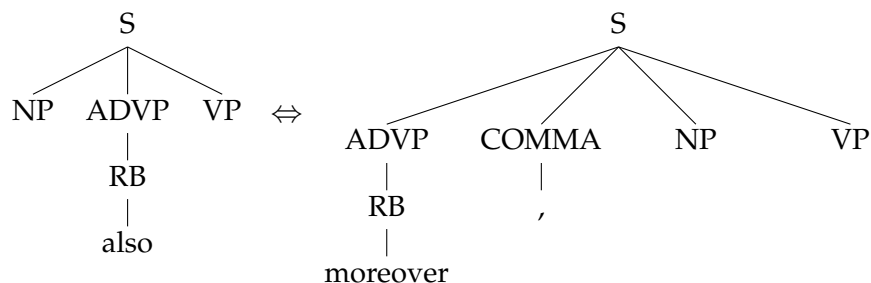 S S
NP ADVP VP ⇔
ADVP COMMA NP VP
RB
RB ,
also
moreover